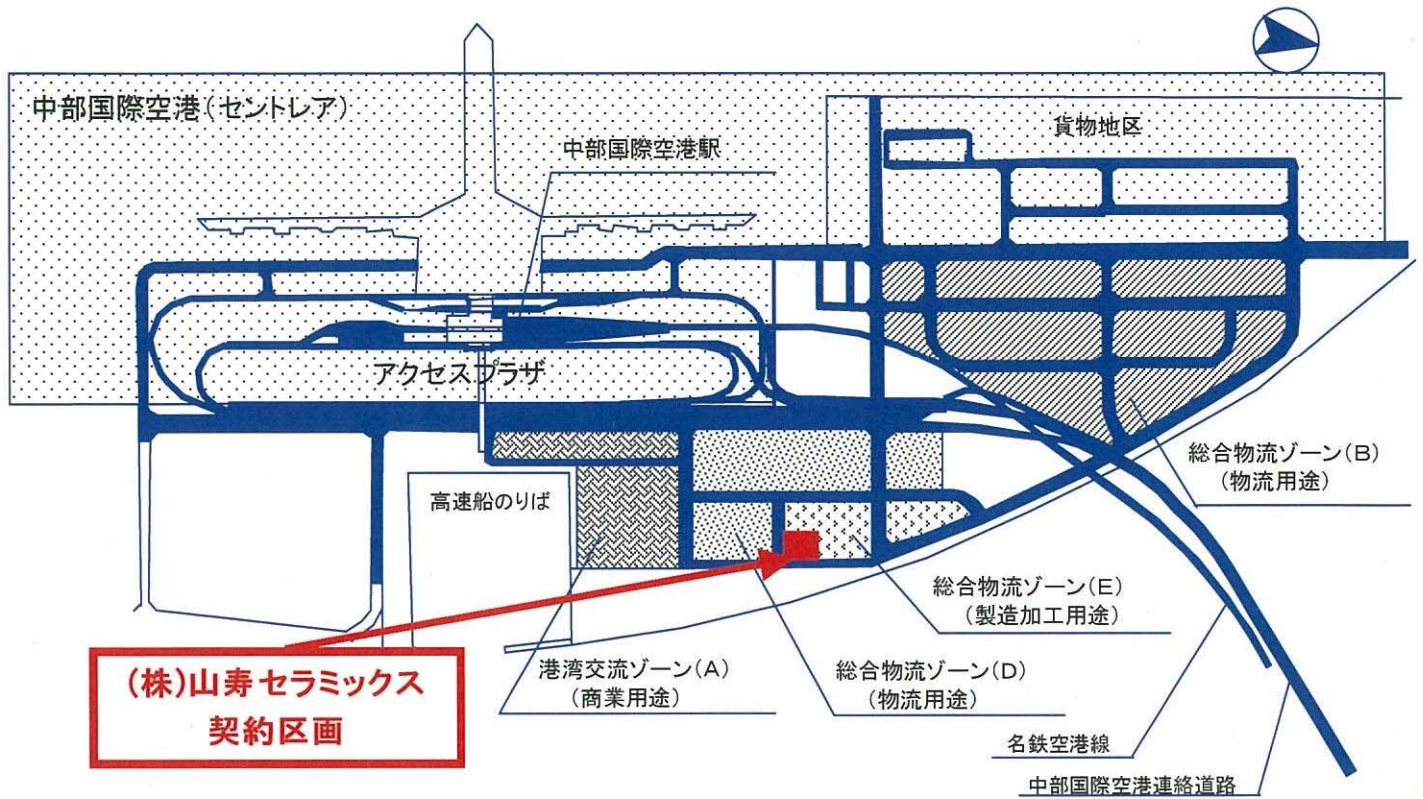 中部国際空港(セントレア)
中部国際空港駅
貨物地区
アクセスプラザ
総合物流ゾーン(B)
(物流用途)
高速船のりば
総合物流ゾーン(E)
(製造加工用途)
港湾交流ゾーン(A)
(商業用途)
総合物流ゾーン(D)
(物流用途)
(株)山寿セラミックス
契約区画
名鉄空港線
中部国際空港連絡道路